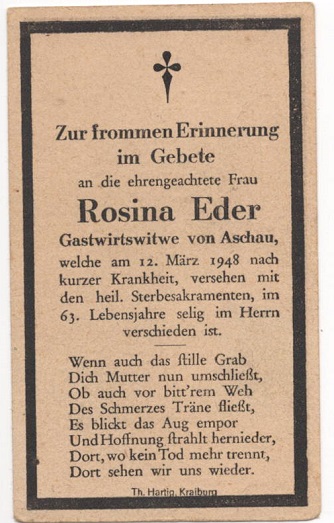 Zur frommen Erinnerung
im Gebete
an die ehrengeachtete Frau
Rosina Eder
Gastwirtswitwe von Aschau,
welche am 12. März 1948 nach
kurzer Krankheit, versehen mit
den heil. Sterbesakramenten, im
63. Lebensjahre selig im Herrn
verschieden ist.
Wenn auch das stille Grab
Dich Mutter nun umschließt,
Ob auch vor bitt'rem Weh
Des Schmerzes Träne fließt,
Es blickt das Aug empor
Und Hoffnung strahlt hernieder,
Dort, wo kein Tod mehr trennt,
Dort sehen wir uns wieder.
Th. Hartig, Kraiburg